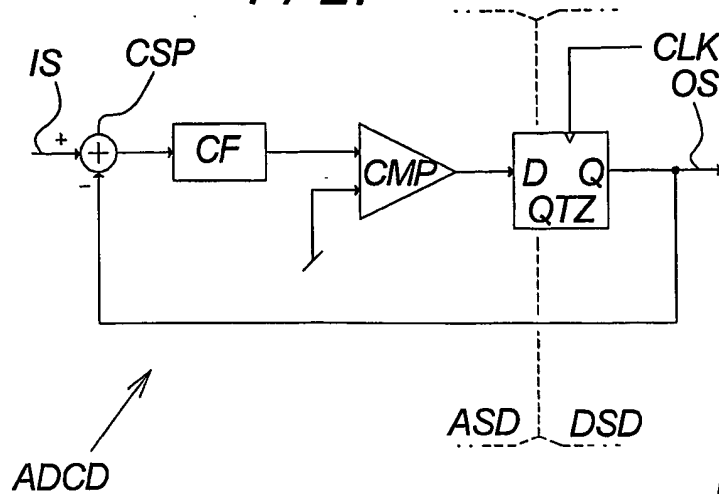 IS
CSP
CLK
OS
+
+
-
CF
CMP
D Q
QTZ
ASD
DSD
ADCD